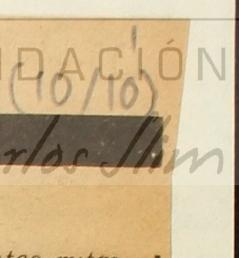 DACIÓN
(10/10)
Carlos Slim